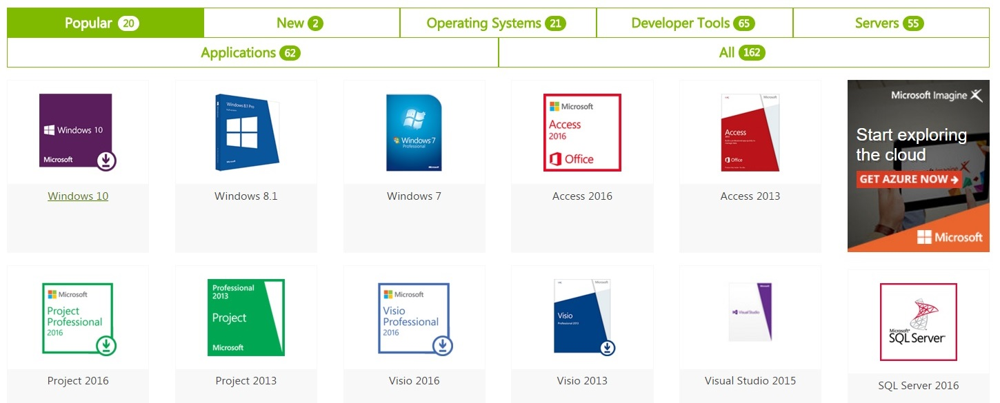 Popular 20
New 2
Operating Systems 21
Developer Tools 65
Servers 55
Applications 62
All 162
Windows 10
Microsoft
Windows 10
Windows 8.1 Pro
Windows 8.1
Windows 7
Professional
Microsoft
Windows 7
Microsoft
Access
2016
Office
Access 2016
Microsoft
Access
2013
Office
Access 2013
Microsoft Imagine
Start exploring
the cloud
GET AZURE NOW
Microsoft
Microsoft
Project
Professional
2016
Project 2016
Professional
2013
Project
Microsoft
Project 2013
Microsoft
Visio
Professional
2016
Visio 2016
Microsoft
Visio
Professional 2013
Visio 2013
Visual Studio
Visual Studio 2015
Microsoft®
SQL Server®
SQL Server 2016